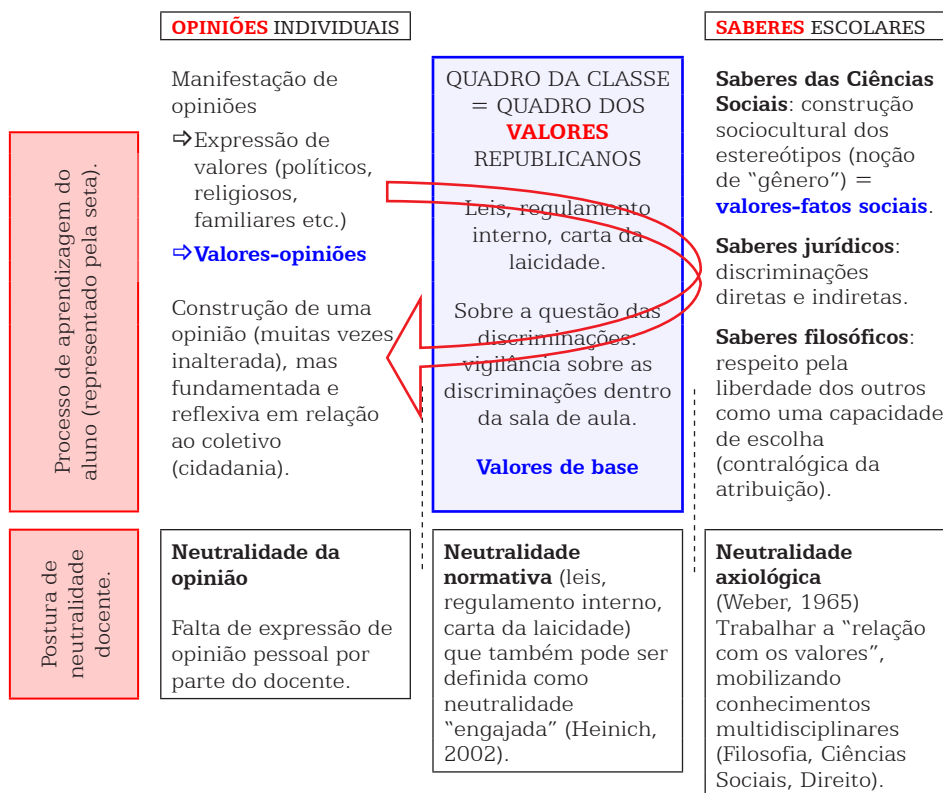 OPINIÕES INDIVIDUAIS
Manifestação de
opiniões
⇨Expressão de
valores (políticos,
religiosos,
familiares etc.)
⇨Valores-opiniões
Construção de uma
opinião (muitas vezes
inalterada), mas
fundamentada e
reflexiva em relação
ao coletivo
(cidadania).
QUADRO DA CLASSE
= QUADRO DOS
VALORES
REPUBLICANOS
Leis, regulamento
interno, carta da
laicidade.
Sobre a questão das
discriminações:
vigilância sobre as
discriminações dentro
da sala de aula.
Valores de base
SABERES ESCOLARES
Saberes das Ciências
Sociais: construção
sociocultural dos
estereótipos (noção
de “gênero”) =
valores-fatos sociais.
Saberes jurídicos:
discriminações
diretas e indiretas.
Saberes filosóficos:
respeito pela
liberdade dos outros
como uma capacidade
de escolha
(contralógica da
atribuição).
Processo de aprendizagem do
aluno (representado pela seta).
Postura de
neutralidade
docente.
Neutralidade da
opinião
Falta de expressão de
opinião pessoal por
parte do docente.
Neutralidade
normativa (leis,
regulamento interno,
carta da laicidade)
que também pode ser
definida como
neutralidade
“engajada” (Heinich,
2002).
Neutralidade
axiológica
(Weber, 1965)
Trabalhar a “relação
com os valores”,
mobilizando
conhecimentos
multidisciplinares
(Filosofia, Ciências
Sociais, Direito).